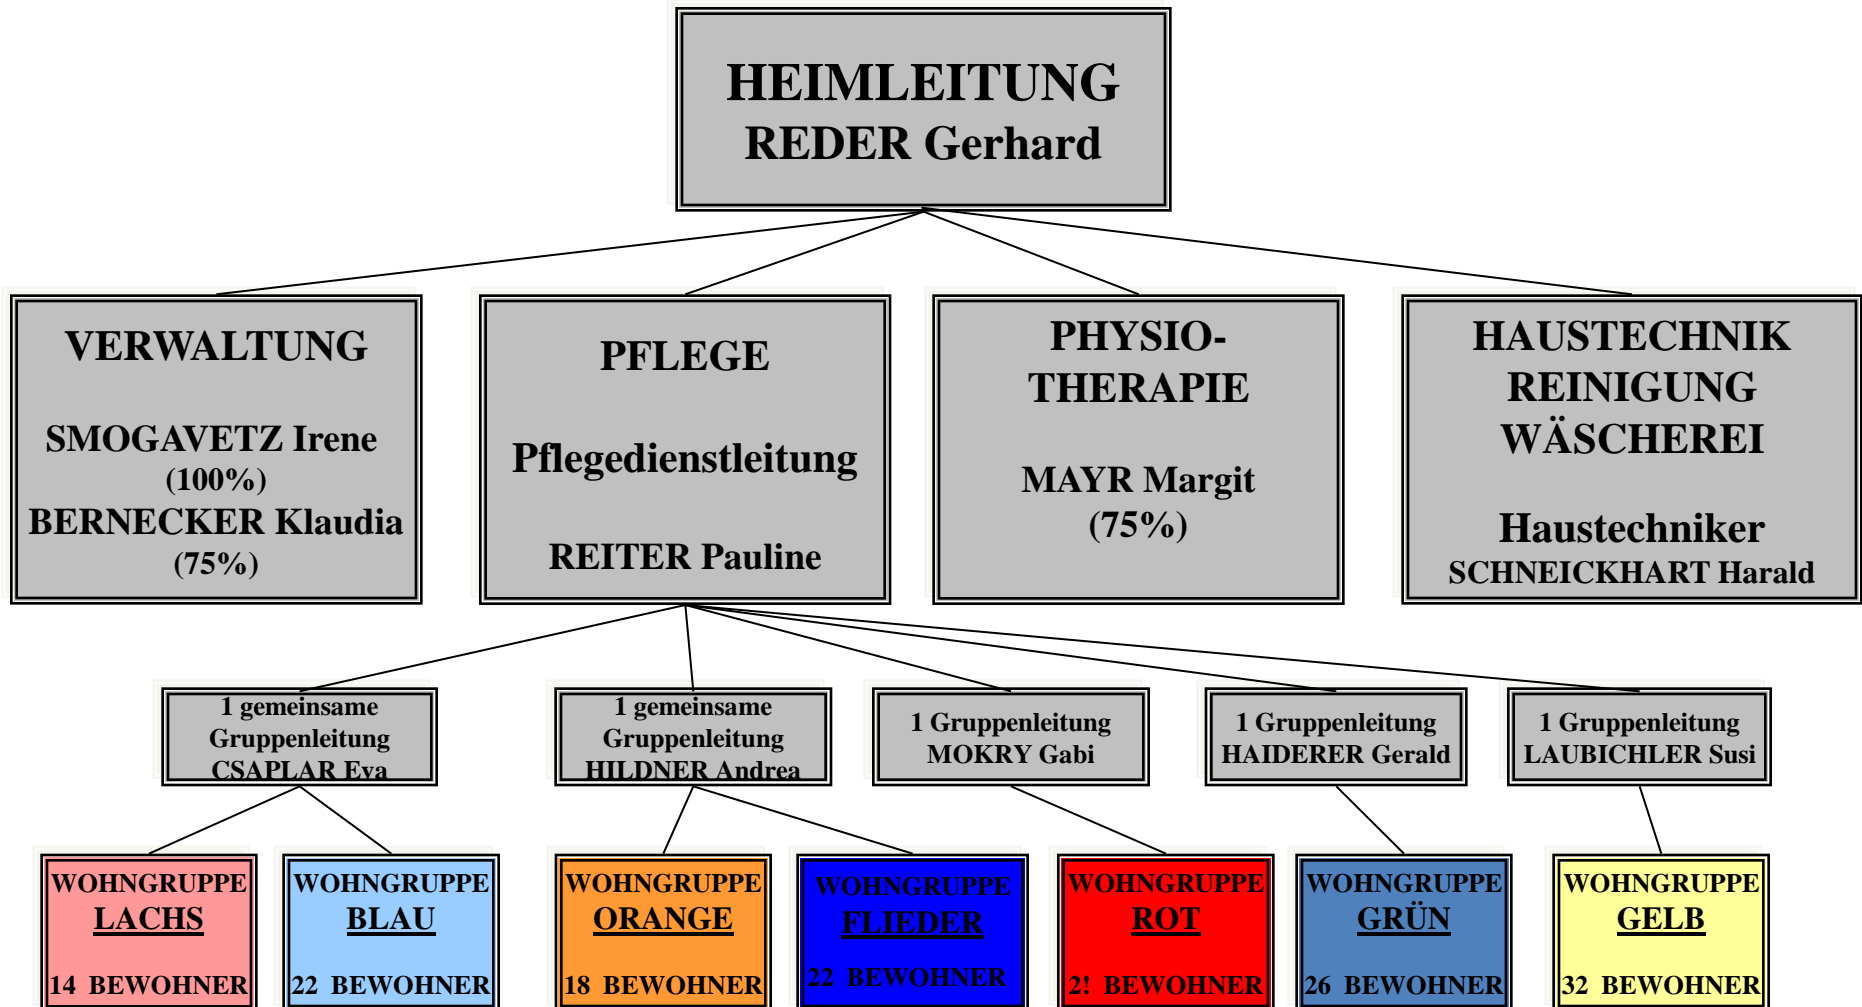 HEIMLEITUNG
REDER Gerhard
VERWALTUNG
SMOGAVETZ Irene
(100%)
BERNECKER Klaudia
(75%)
PFLEGE
Pflegedienstleitung
REITER Pauline
PHYSIO-
THERAPIE
MAYR Margit
(75%)
HAUSTECHNIK
REINIGUNG
WÄSCHEREI
Haustechniker
SCHNEICKHART Harald
1 gemeinsame
Gruppenleitung
CSAPLAR Eva
1 gemeinsame
Gruppenleitung
HILDNER Andrea
1 Gruppenleitung
MOKRY Gabi
1 Gruppenleitung
HAIDERER Gerald
1 Gruppenleitung
LAUBICHLER Susi
WOHNGRUPPE
LACHS
14 BEWOHNER
WOHNGRUPPE
BLAU
22 BEWOHNER
WOHNGRUPPE
ORANGE
18 BEWOHNER
WOHNGRUPPE
FLIEDER
22 BEWOHNER
WOHNGRUPPE
ROT
2! BEWOHNER
WOHNGRUPPE
GRÜN
26 BEWOHNER
WOHNGRUPPE
GELB
32 BEWOHNER